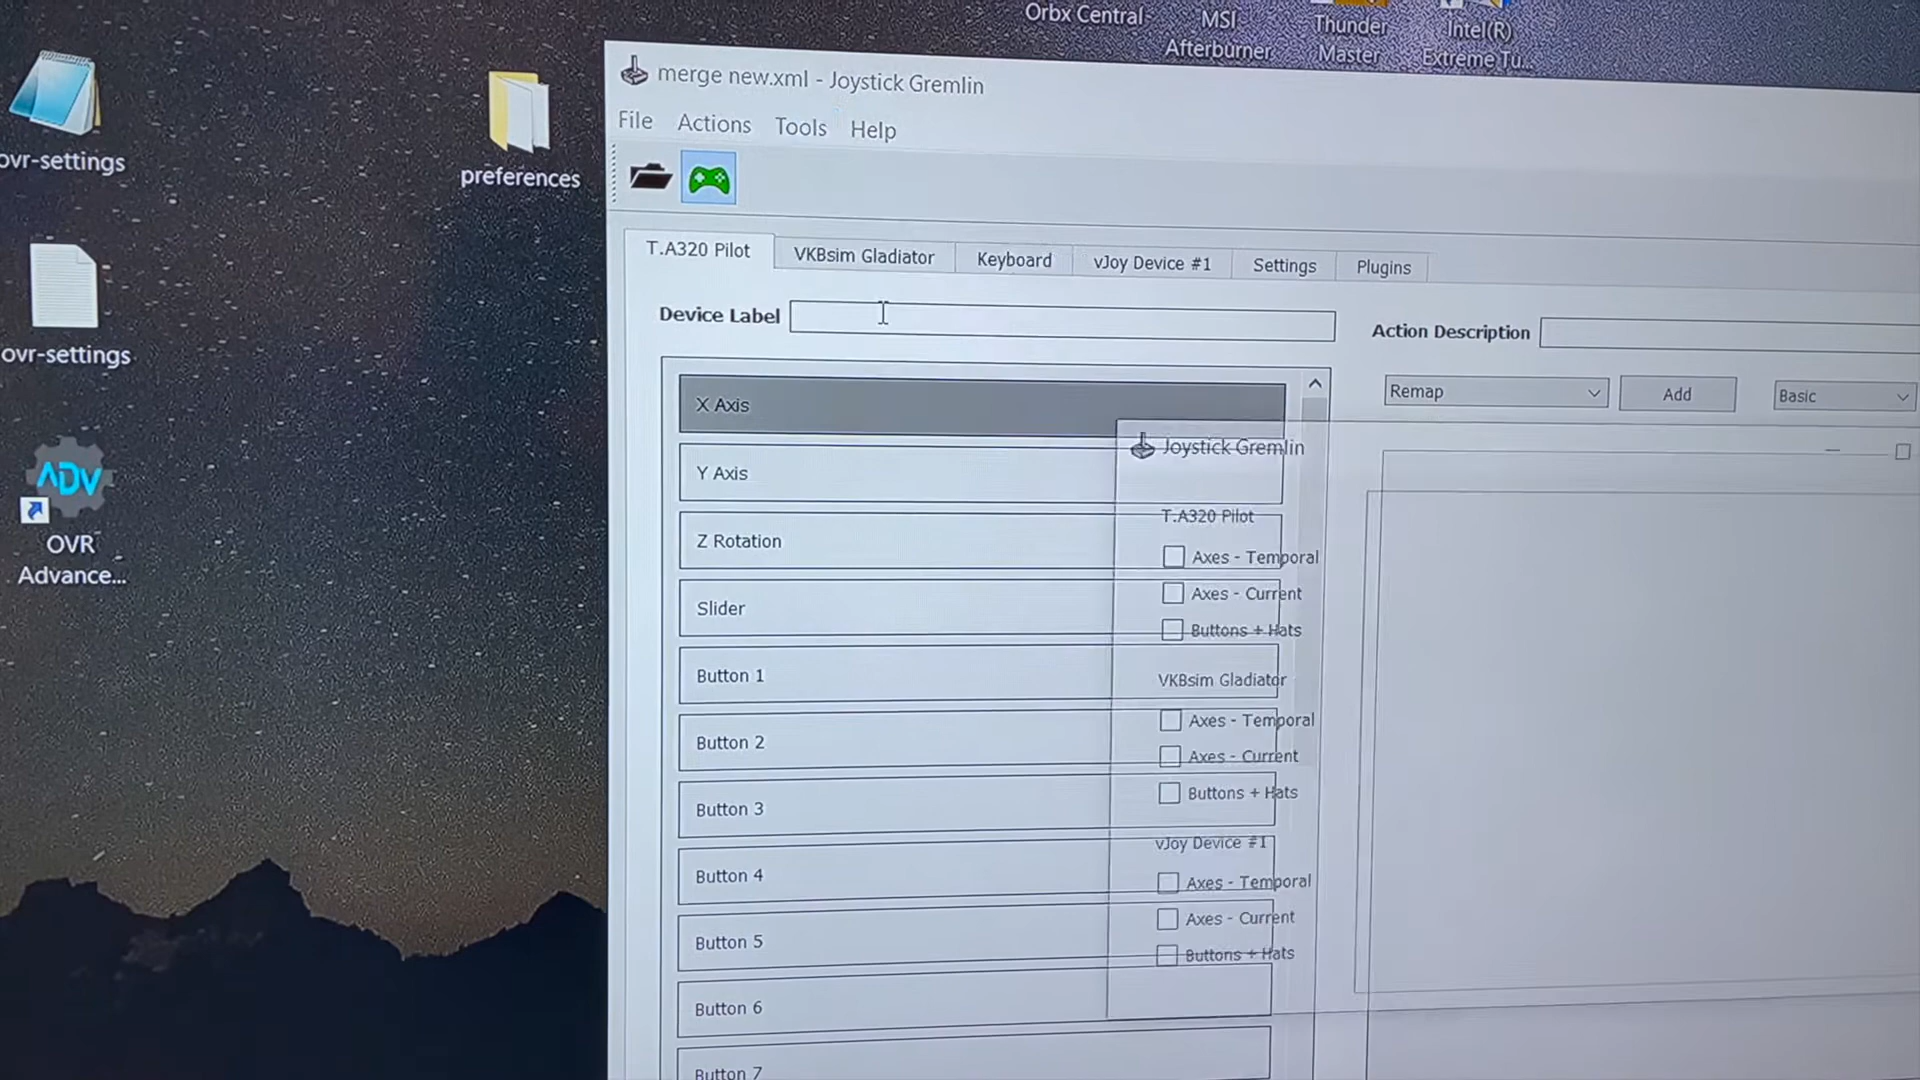 Orbx Central
MSI
Afterburner
Thunder
Master
Intel(R)
Extreme Tu...
ovr-settings
preferences
ovr-settings
ADV
OVR
Advance...
merge new.xml - Joystick Gremlin
File Actions Tools Help
T.A320 Pilot VKBsim Gladiator Keyboard vJoy Device #1 Settings Plugins
Device Label
Action Description
Remap Add Basic
X Axis
Y Axis
Z Rotation
Slider
Button 1
Button 2
Button 3
Button 4
Button 5
Button 6
Button 7
Joystick Gremlin
T.A320 Pilot
Axes - Temporal
Axes - Current
Buttons + Hats
VKBsim Gladiator
Axes - Temporal
Axes - Current
Buttons + Hats
vJoy Device #1
Axes - Temporal
Axes - Current
Buttons + Hats